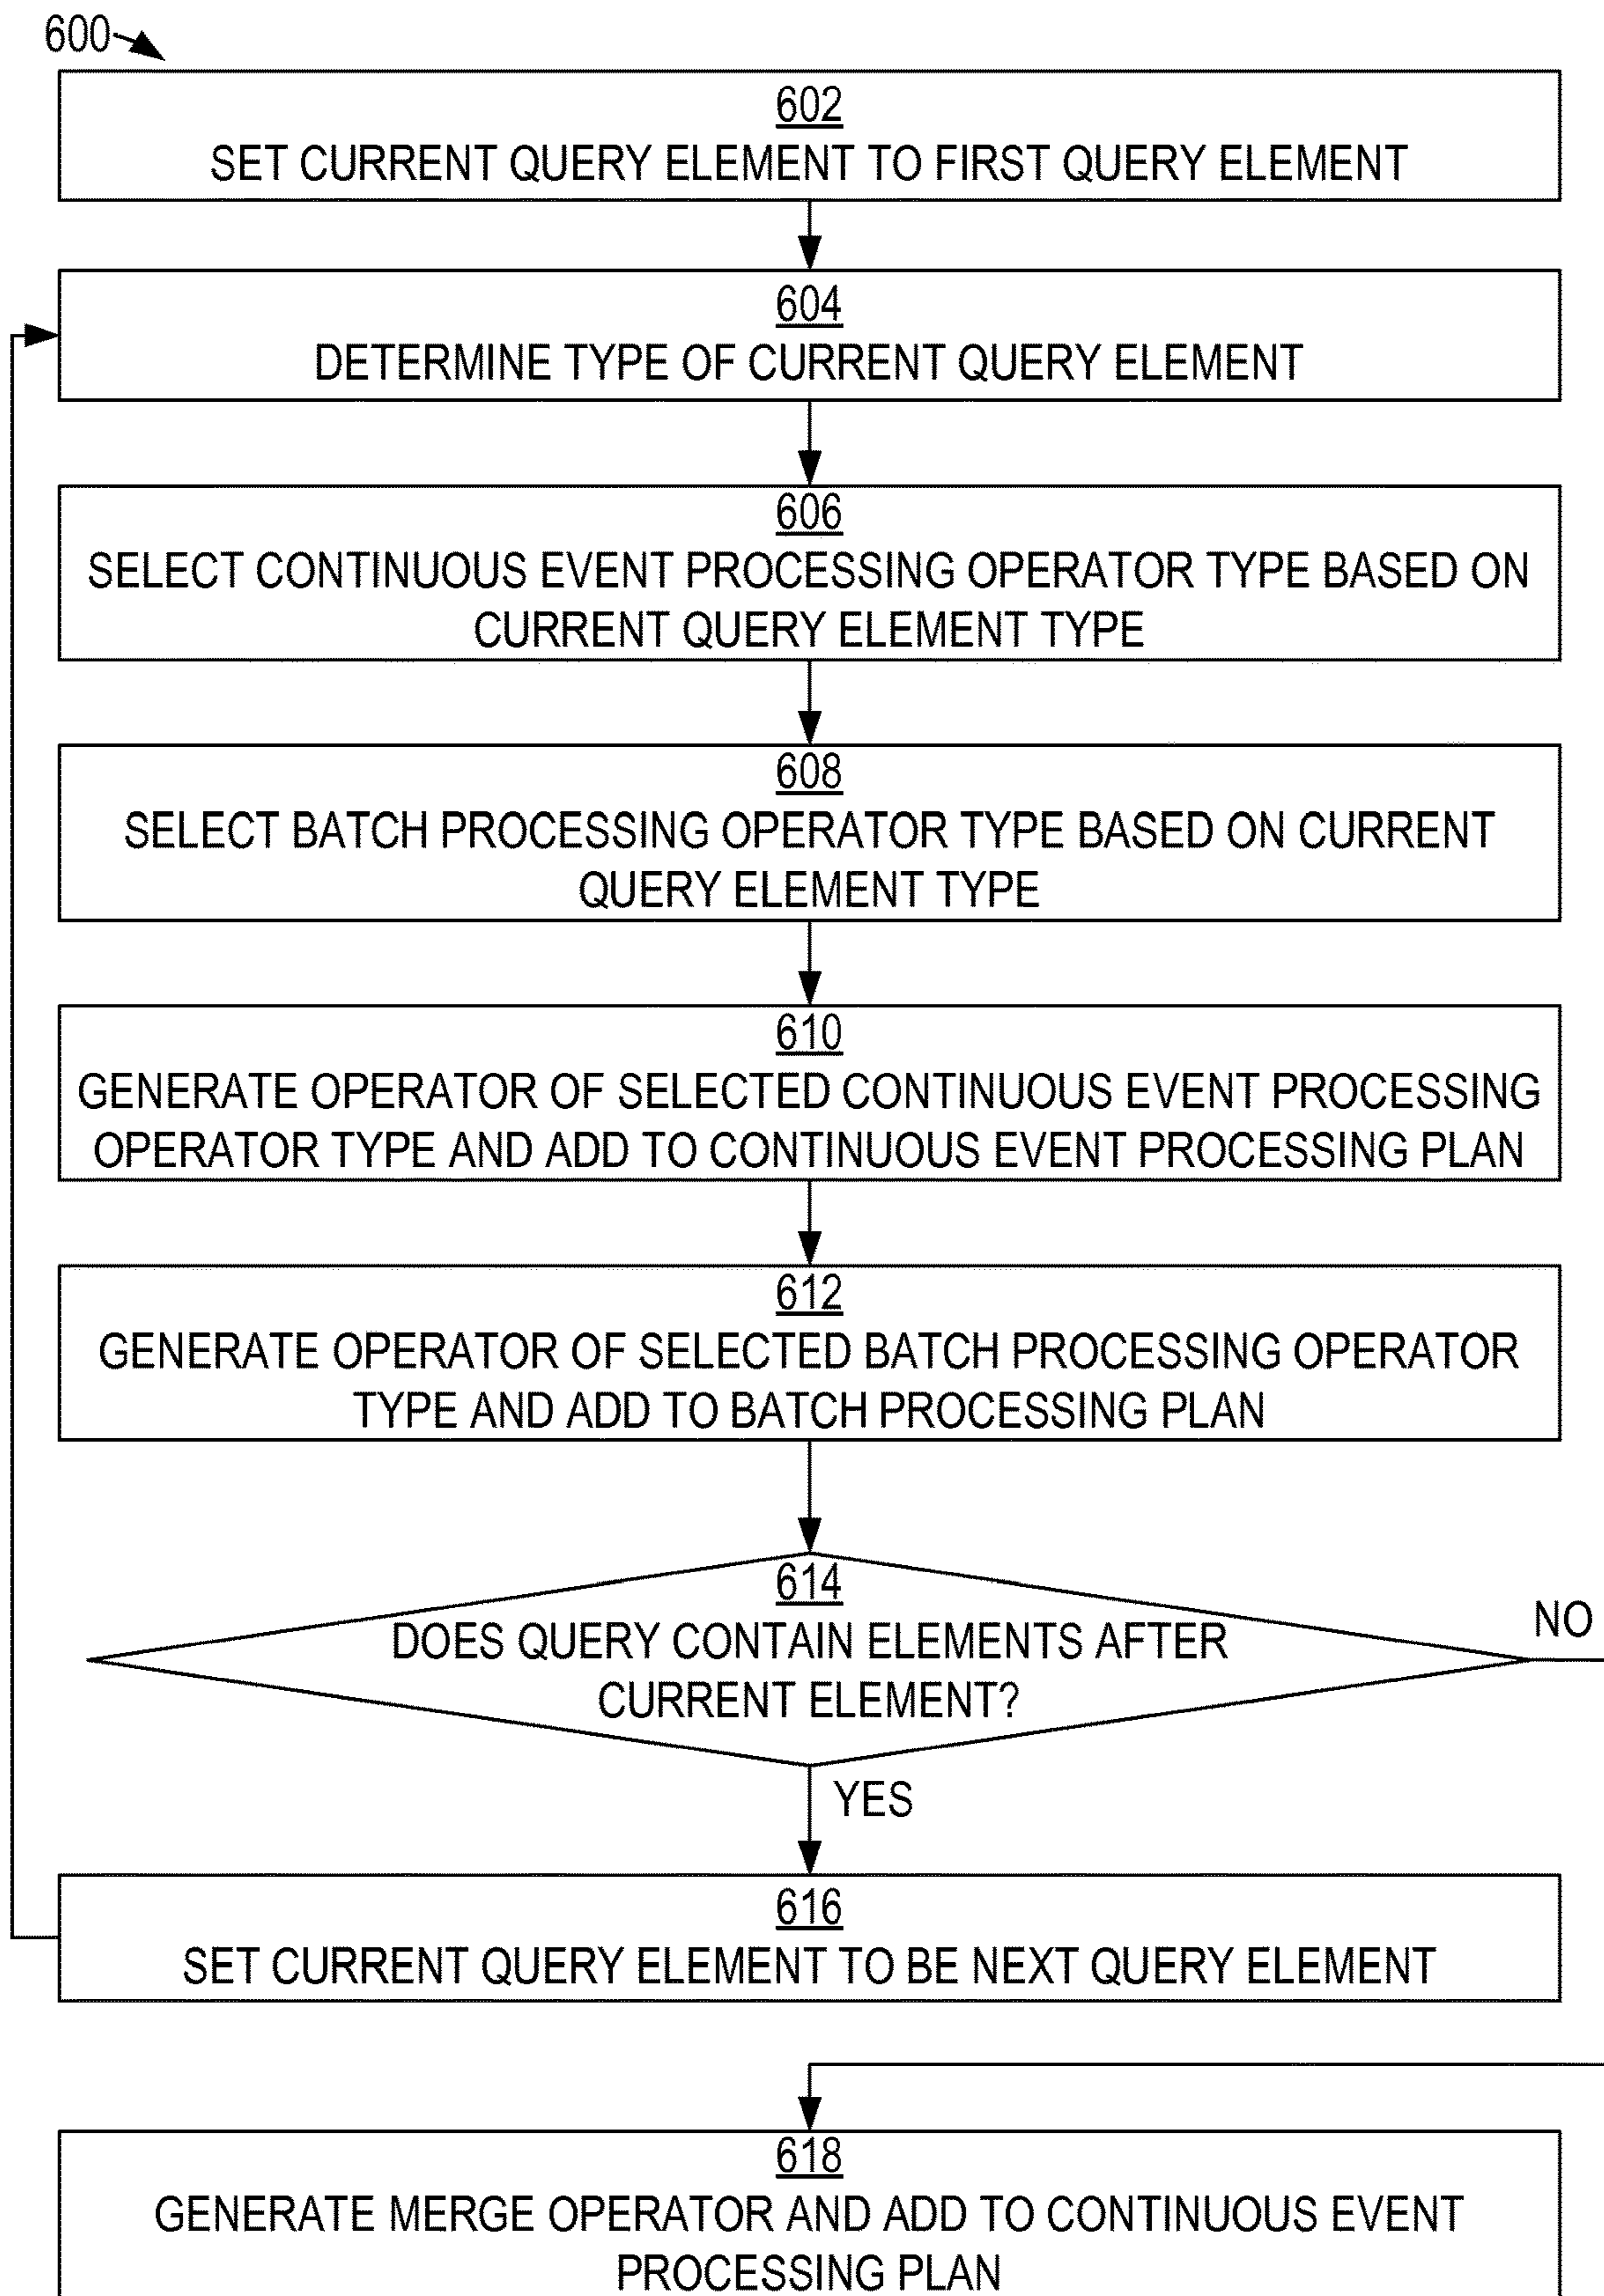 600
602
SET CURRENT QUERY ELEMENT TO FIRST QUERY ELEMENT
604
DETERMINE TYPE OF CURRENT QUERY ELEMENT
606
SELECT CONTINUOUS EVENT PROCESSING OPERATOR TYPE BASED ON
CURRENT QUERY ELEMENT TYPE
608
SELECT BATCH PROCESSING OPERATOR TYPE BASED ON CURRENT
QUERY ELEMENT TYPE
610
GENERATE OPERATOR OF SELECTED CONTINUOUS EVENT PROCESSING
OPERATOR TYPE AND ADD TO CONTINUOUS EVENT PROCESSING PLAN
612
GENERATE OPERATOR OF SELECTED BATCH PROCESSING OPERATOR
TYPE AND ADD TO BATCH PROCESSING PLAN
614
DOES QUERY CONTAIN ELEMENTS AFTER
CURRENT ELEMENT?
NO
YES
616
SET CURRENT QUERY ELEMENT TO BE NEXT QUERY ELEMENT
618
GENERATE MERGE OPERATOR AND ADD TO CONTINUOUS EVENT
PROCESSING PLAN